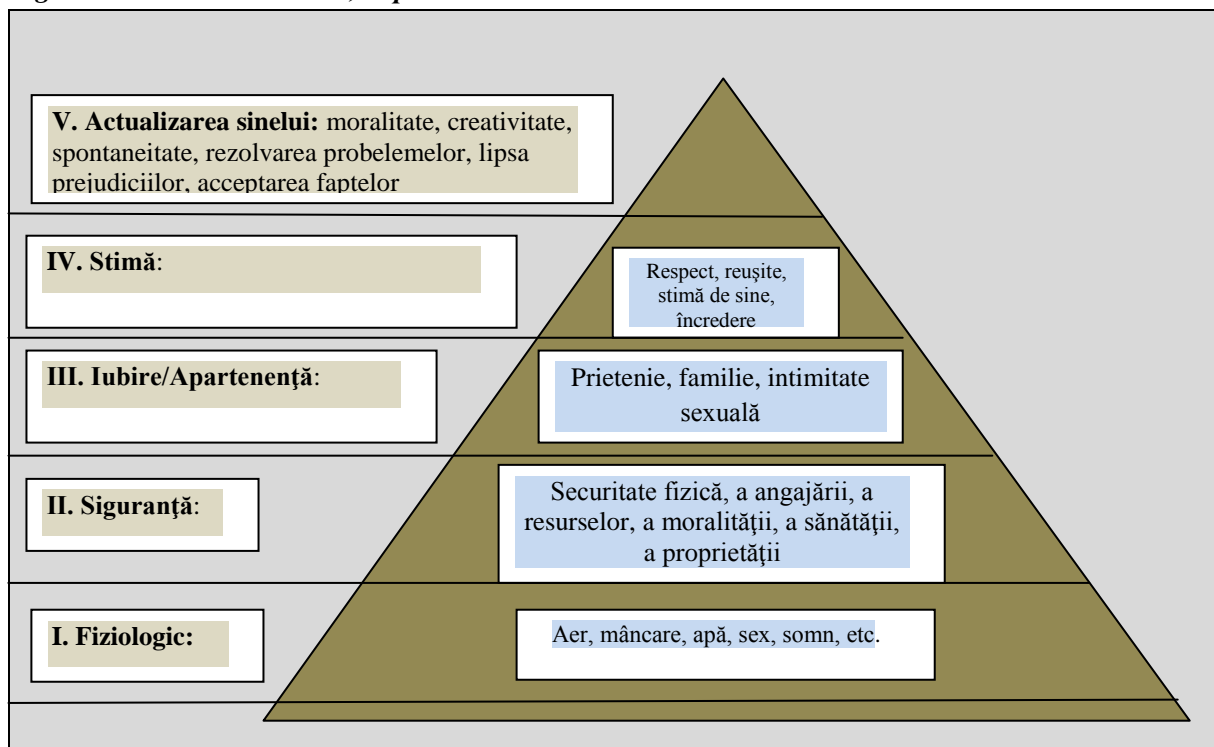 V. Actualizarea sinelui: moralitate, creativitate,
spontaneitate, rezolvarea probelemelor, lipsa
prejudiciilor, acceptarea faptelor
IV. Stimă:
Respect, reuşite,
stimă de sine,
încredere
III. Iubire/Apartenenţă:
Prietenie, familie, intimitate
sexuală
II. Siguranţă:
Securitate fizică, a angajării, a
resurselor, a moralităţii, a sănătăţii,
a proprietăţii
I. Fiziologic:
Aer, mâncare, apă, sex, somn, etc.